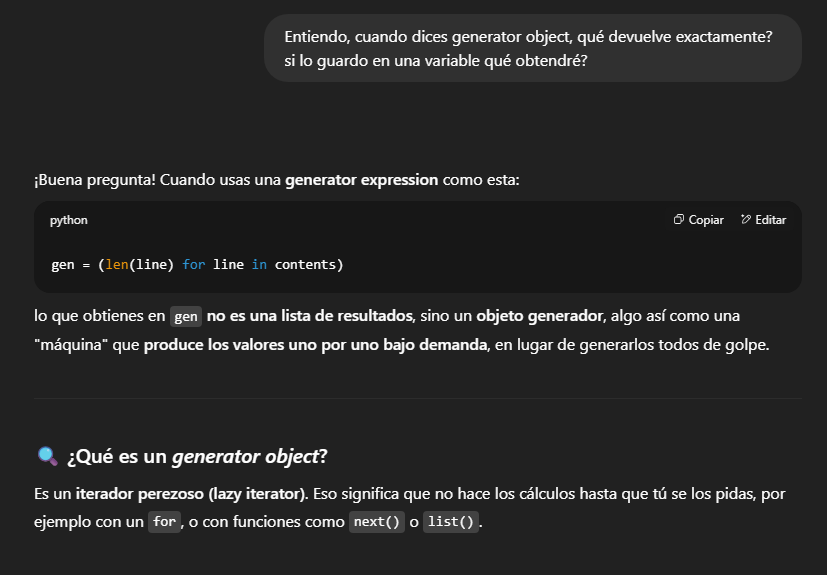 Entiendo, cuando dices generator object, qué devuelve exactamente?
si lo guardo en una variable qué obtendré?
¡Buena pregunta! Cuando usas una generator expression como esta:
python
Copiar
Editar
gen = (len(line) for line in contents)
lo que obtienes en gen no es una lista de resultados, sino un objeto generador, algo así como una
"máquina" que produce los valores uno por uno bajo demanda, en lugar de generarlos todos de golpe.
¿Qué es un generator object?
Es un iterador perezoso (lazy iterator). Eso significa que no hace los cálculos hasta que tú se los pidas, por
ejemplo con un for, o con funciones como next() o list().